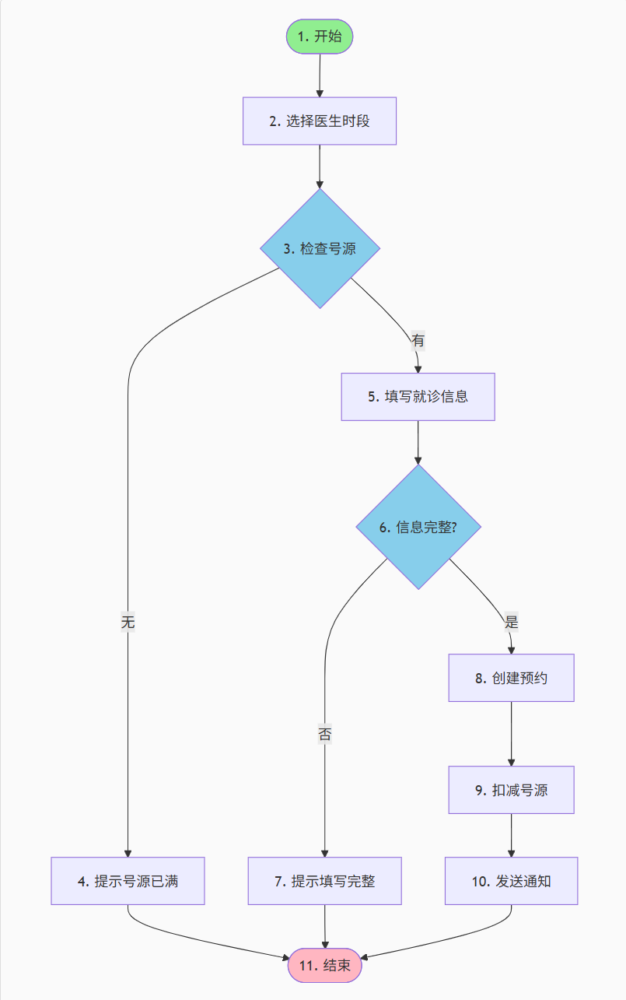 1. 开始
2. 选择医生时段
3. 检查号源
有
5. 填写就诊信息
6. 信息完整?
无
是
8. 创建预约
否
9. 扣减号源
4. 提示号源已满
7. 提示填写完整
10. 发送通知
11. 结束